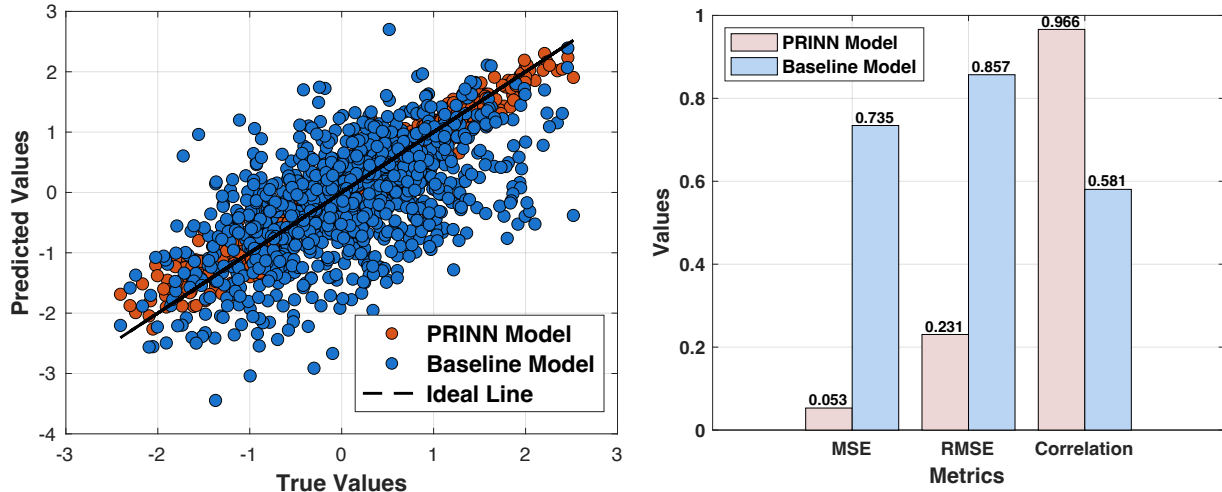 3
2
1
0
-1
-2
-3
-4
Predicted Values
-3
-2
-1
0
1
2
3
True Values
PRINN Model
Baseline Model
Ideal Line
1
0.8
0.6
0.4
0.2
0
Values
PRINN Model
Baseline Model
0.053
0.735
0.231
0.857
0.966
0.581
MSE
RMSE
Correlation
Metrics